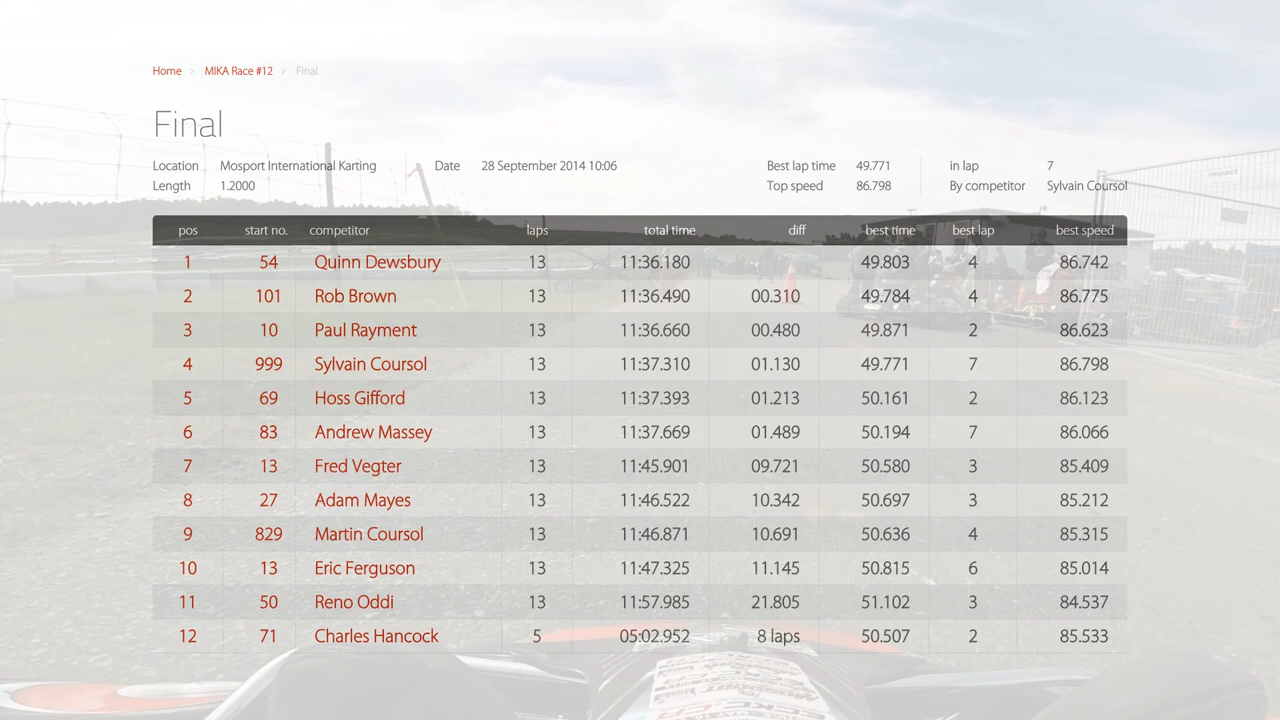 Home > MIKA Race #12 > Final
Final
Location Mosport International Karting Date 28 September 2014 10:06 Best lap time 49.771 in lap 7
Length 1.2000 Top speed 86.798 By competitor Sylvain Coursol
pos start no. competitor laps total time diff best time best lap best speed
1 54 Quinn Dewsbury 13 11:36.180 49.803 4 86.742
2 101 Rob Brown 13 11:36.490 00.310 49.784 4 86.775
3 10 Paul Rayment 13 11:36.660 00.480 49.871 2 86.623
4 999 Sylvain Coursol 13 11:37.310 01.130 49.771 7 86.798
5 69 Hoss Gifford 13 11:37.393 01.213 50.161 2 86.123
6 83 Andrew Massey 13 11:37.669 01.489 50.194 7 86.066
7 13 Fred Vegter 13 11:45.901 09.721 50.580 3 85.409
8 27 Adam Mayes 13 11:46.522 10.342 50.697 3 85.212
9 829 Martin Coursol 13 11:46.871 10.691 50.636 4 85.315
10 13 Eric Ferguson 13 11:47.325 11.145 50.815 6 85.014
11 50 Reno Oddi 13 11:57.985 21.805 51.102 3 84.537
12 71 Charles Hancock 5 05:02.952 8 laps 50.507 2 85.533